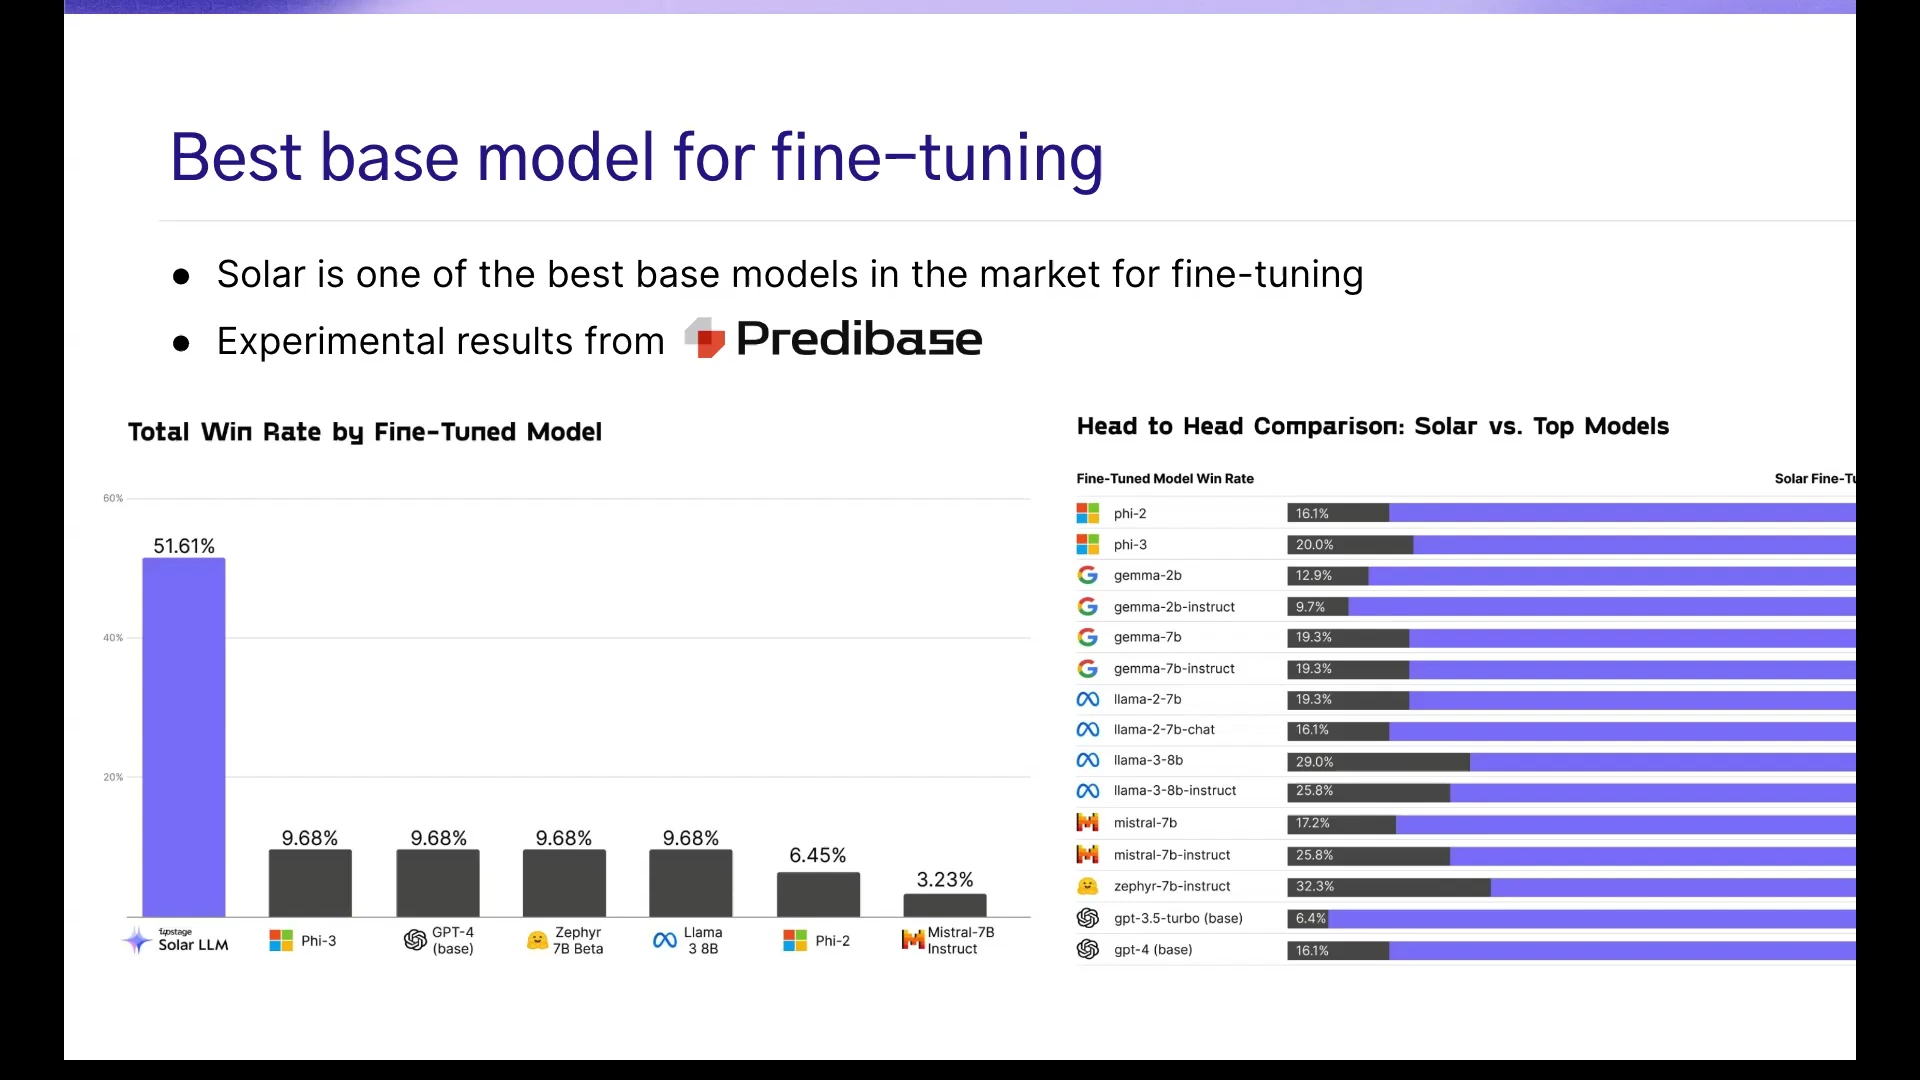 Best base model for fine-tuning
● Solar is one of the best base models in the market for fine-tuning
● Experimental results from Predibase
Total Win Rate by Fine-Tuned Model
60%
40%
20%
51.61%
9.68%
9.68%
9.68%
9.68%
6.45%
3.23%
upstage
Solar LLM
Phi-3
GPT-4
(base)
Zephyr
7B Beta
Llama
3 8B
Phi-2
Mistral-7B
Instruct
Head to Head Comparison: Solar vs. Top Models
Fine-Tuned Model Win Rate
Solar Fine-Tu
phi-2 16.1%
phi-3 20.0%
gemma-2b 12.9%
gemma-2b-instruct 9.7%
gemma-7b 19.3%
gemma-7b-instruct 19.3%
llama-2-7b 19.3%
llama-2-7b-chat 16.1%
llama-3-8b 29.0%
llama-3-8b-instruct 25.8%
mistral-7b 17.2%
mistral-7b-instruct 25.8%
zephyr-7b-instruct 32.3%
gpt-3.5-turbo (base) 6.4%
gpt-4 (base) 16.1%